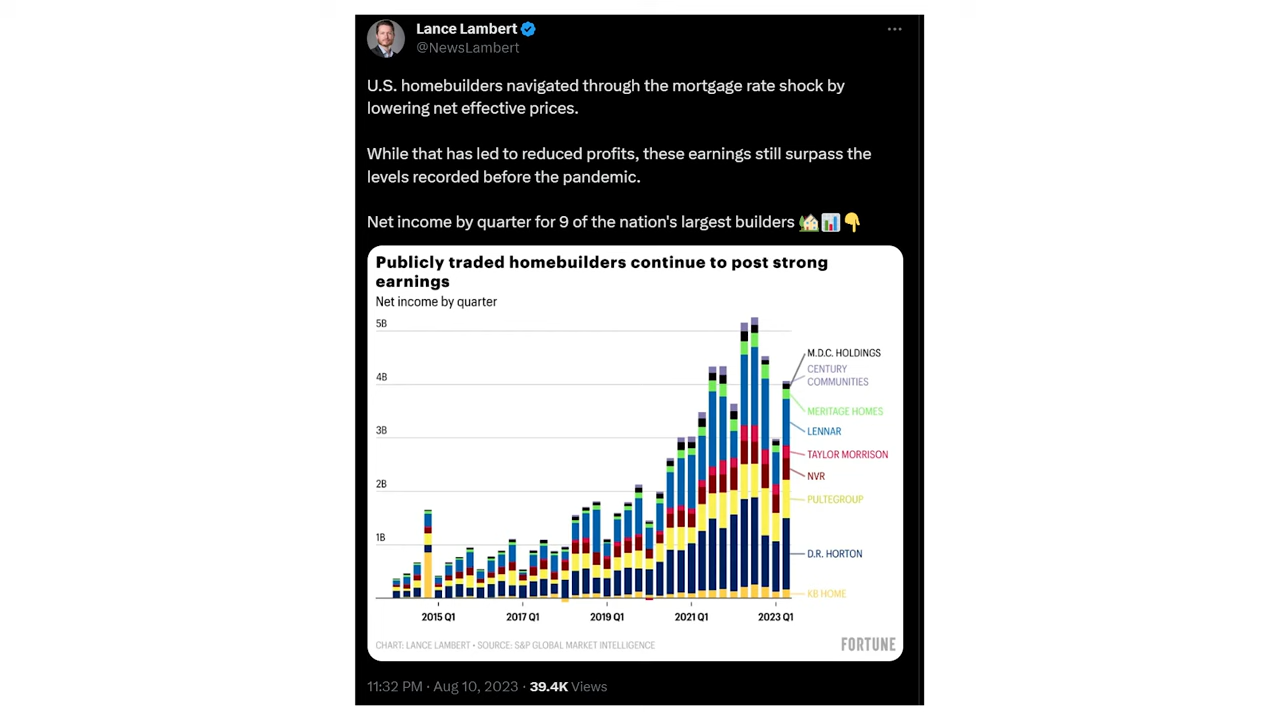 Lance Lambert
@NewsLambert
U.S. homebuilders navigated through the mortgage rate shock by
lowering net effective prices.
While that has led to reduced profits, these earnings still surpass the
levels recorded before the pandemic.
Net income by quarter for 9 of the nation's largest builders 🏡📊👇
Publicly traded homebuilders continue to post strong
earnings
Net income by quarter
5B
4B
3B
2B
1B
M.D.C. HOLDINGS
CENTURY
COMMUNITIES
MERITAGE HOMES
LENNAR
TAYLOR MORRISON
NVR
PULTEGROUP
D.R. HORTON
KB HOME
2015 Q1
2017 Q1
2019 Q1
2021 Q1
2023 Q1
CHART: LANCE LAMBERT • SOURCE: S&P GLOBAL MARKET INTELLIGENCE
FORTUNE
11:32 PM · Aug 10, 2023 · 39.4K Views